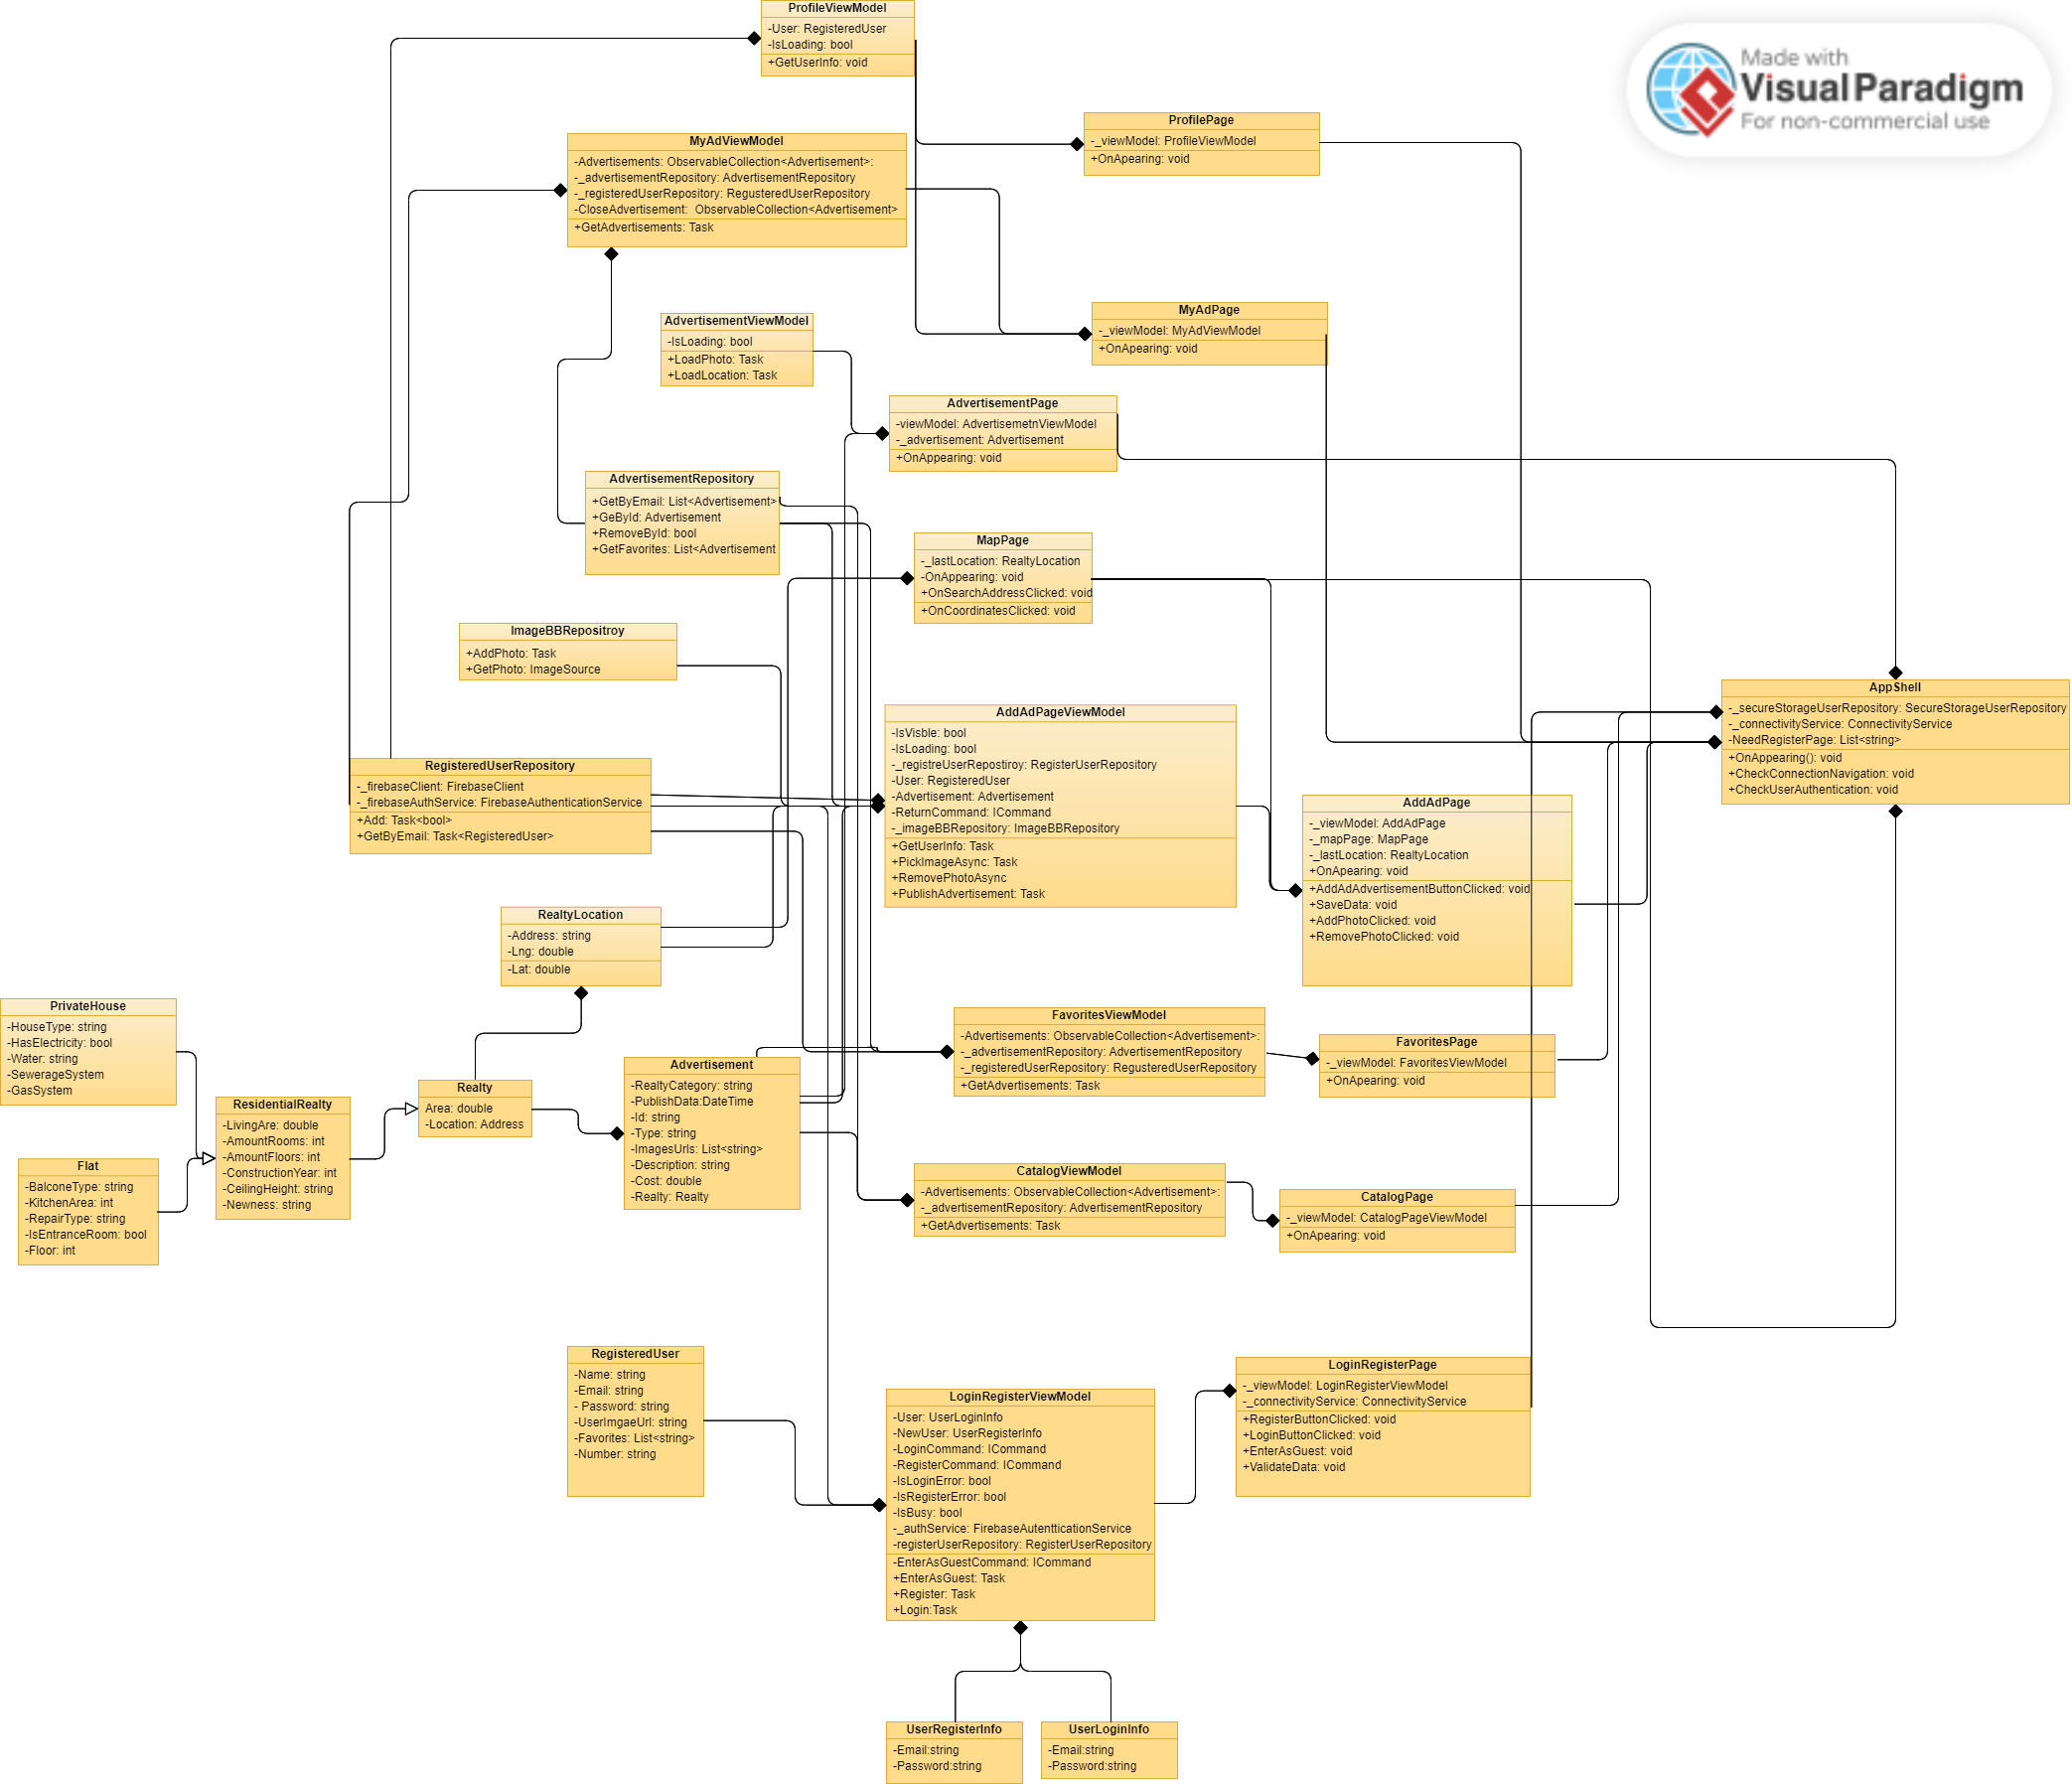 ProfileViewModel
-User: RegisteredUser
-IsLoading: bool
+GetUserInfo: void
Made with
Visual Paradigm
For non-commercial use
ProfilePage
-_viewModel: ProfileViewModel
+OnApearing: void
MyAdViewModel
-Advertisements: ObservableCollection<Advertisement>:
-_advertisementRepository: AdvertisementRepository
-_registeredUserRepository: RegusteredUserRepository
-CloseAdvertisement: ObservableCollection<Advertisement>
+GetAdvertisements: Task
MyAdPage
-_viewModel: MyAdViewModel
+OnApearing: void
AdvertisementViewModel
-IsLoading: bool
+LoadPhoto: Task
+LoadLocation: Task
AdvertisementPage
-viewModel: AdvertisemetnViewModel
-_advertisement: Advertisement
+OnAppearing: void
AdvertisementRepository
+GetByEmail: List<Advertisement>
+GeById: Advertisement
+RemoveById: bool
+GetFavorites: List<Advertisement
MapPage
-_lastLocation: RealtyLocation
-OnAppearing: void
+OnSearchAddressClicked: void
+OnCoordinatesClicked: void
ImageBBRepositroy
+AddPhoto: Task
+GetPhoto: ImageSource
AppShell
-_secureStorageUserRepository: SecureStorageUserRepository
-_connectivityService: ConnectivityService
-NeedRegisterPage: List<string>
+OnAppearing(): void
+CheckConnectionNavigation: void
+CheckUserAuthentication: void
AddAdPageViewModel
-IsVisble: bool
-IsLoading: bool
-_registreUserRepostiroy: RegisterUserRepository
-User: RegisteredUser
-Advertisement: Advertisement
-ReturnCommand: ICommand
-_imageBBRepository: ImageBBRepository
+GetUserInfo: Task
+PickImageAsync: Task
+RemovePhotoAsync
+PublishAdvertisement: Task
RegisteredUserRepository
-_firebaseClient: FirebaseClient
-_firebaseAuthService: FirebaseAuthenticationService
+Add: Task<bool>
+GetByEmail: Task<RegisteredUser>
AddAdPage
-_viewModel: AddAdPage
-_mapPage: MapPage
-_lastLocation: RealtyLocation
+OnApearing: void
+AddAdAdvertisementButtonClicked: void
+SaveData: void
+AddPhotoClicked: void
+RemovePhotoClicked: void
RealtyLocation
-Address: string
-Lng: double
-Lat: double
PrivateHouse
-HouseType: string
-HasElectricity: bool
-Water: string
-SewerageSystem
-GasSystem
FavoritesViewModel
-Advertisements: ObservableCollection<Advertisement>:
-_advertisementRepository: AdvertisementRepository
-_registeredUserRepository: RegusteredUserRepository
+GetAdvertisements: Task
FavoritesPage
-_viewModel: FavoritesViewModel
+OnApearing: void
Advertisement
-RealtyCategory: string
-PublishData:DateTime
-Id: string
-Type: string
-ImagesUrls: List<string>
-Description: string
-Cost: double
-Realty: Realty
Realty
Area: double
-Location: Address
ResidentialRealty
-LivingAre: double
-AmountRooms: int
-AmountFloors: int
-ConstructionYear: int
-CeilingHeight: string
-Newness: string
Flat
-BalconeType: string
-KitchenArea: int
-RepairType: string
-IsEntranceRoom: bool
-Floor: int
CatalogViewModel
-Advertisements: ObservableCollection<Advertisement>:
-_advertisementRepository: AdvertisementRepository
+GetAdvertisements: Task
CatalogPage
-_viewModel: CatalogPageViewModel
+OnApearing: void
RegisteredUser
-Name: string
-Email: string
- Password: string
-UserImgaeUrl: string
-Favorites: List<string>
-Number: string
LoginRegisterPage
-_viewModel: LoginRegisterViewModel
-_connectivityService: ConnectivityService
+RegisterButtonClicked: void
+LoginButtonClicked: void
+EnterAsGuest: void
+ValidateData: void
LoginRegisterViewModel
-User: UserLoginInfo
-NewUser: UserRegisterInfo
-LoginCommand: ICommand
-RegisterCommand: ICommand
-IsLoginError: bool
-IsRegisterError: bool
-IsBusy: bool
-_authService: FirebaseAutentticationService
-registerUserRepository: RegisterUserRepository
-EnterAsGuestCommand: ICommand
+EnterAsGuest: Task
+Register: Task
+Login:Task
UserRegisterInfo
-Email:string
-Password:string
UserLoginInfo
-Email:string
-Password:string